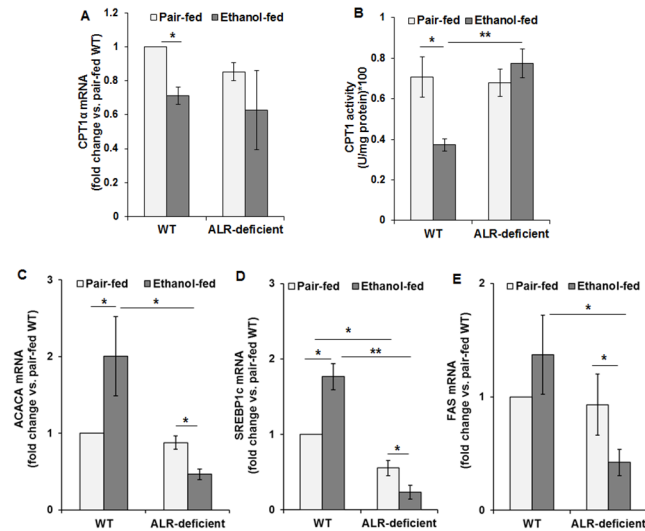 A
Pair-fed Ethanol-fed
CPT1α mRNA
(fold change vs. pair-fed WT)
1.2
1
0.8
0.6
0.4
0.2
0
*
WT ALR-deficient
B
Pair-fed Ethanol-fed
CPT1 activity
(U/mg protein)*100
1
0.8
0.6
0.4
0.2
0
*
**
WT ALR-deficient
C
Pair-fed Ethanol-fed
ACACA mRNA
(fold change vs. pair-fed WT)
3
2
1
0
*
*
*
WT ALR-deficient
D
Pair-fed Ethanol-fed
SREBP1c mRNA
(fold change vs. pair-fed WT)
3
2
1
0
*
*
**
*
WT ALR-deficient
E
Pair-fed Ethanol-fed
FAS mRNA
(fold change vs. pair-fed WT)
2
1
0
*
*
WT ALR-deficient